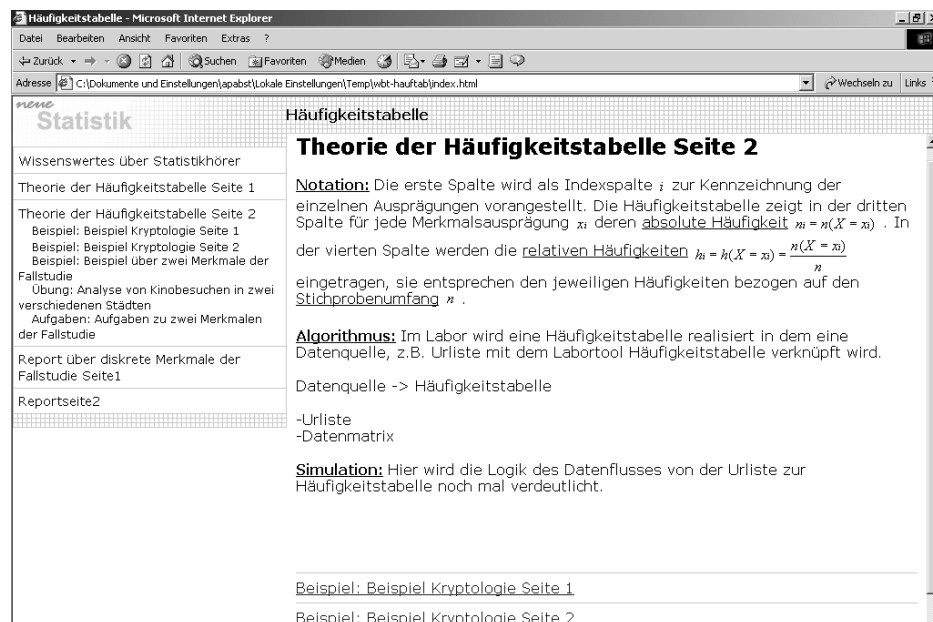 Häufigkeitstabelle - Microsoft Internet Explorer
Datei Bearbeiten Ansicht Favoriten Extras ?
Zurück Suchen Favoriten Medien
Adresse C:\Dokumente und Einstellungen\apabst\Lokale Einstellungen\Temp\wbt-hauftab\index.html Wechseln zu Links
neue
Statistik
Häufigkeitstabelle
Wissenswertes über Statistikhörer
Theorie der Häufigkeitstabelle Seite 1
Theorie der Häufigkeitstabelle Seite 2
Beispiel: Beispiel Kryptologie Seite 1
Beispiel: Beispiel Kryptologie Seite 2
Beispiel: Beispiel über zwei Merkmale der
Fallstudie
Übung: Analyse von Kinobesuchen in zwei
verschiedenen Städten
Aufgaben: Aufgaben zu zwei Merkmalen
der Fallstudie
Report über diskrete Merkmale der
Fallstudie Seite1
Reportseite2
Theorie der Häufigkeitstabelle Seite 2
Notation: Die erste Spalte wird als Indexspalte i zur Kennzeichnung der
einzelnen Ausprägungen vorangestellt. Die Häufigkeitstabelle zeigt in der dritten
Spalte für jede Merkmalsausprägung xi deren absolute Häufigkeit ni = n(X = xi) . In
der vierten Spalte werden die relativen Häufigkeiten hi = h(X = xi) = n(X = xi) / n
eingetragen, sie entsprechen den jeweiligen Häufigkeiten bezogen auf den
Stichprobenumfang n .
Algorithmus: Im Labor wird eine Häufigkeitstabelle realisiert in dem eine
Datenquelle, z.B. Urliste mit dem Labortool Häufigkeitstabelle verknüpft wird.
Datenquelle -> Häufigkeitstabelle
-Urliste
-Datenmatrix
Simulation: Hier wird die Logik des Datenflusses von der Urliste zur
Häufigkeitstabelle noch mal verdeutlicht.
Beispiel: Beispiel Kryptologie Seite 1
Beispiel: Beispiel Kryptologie Seite 2